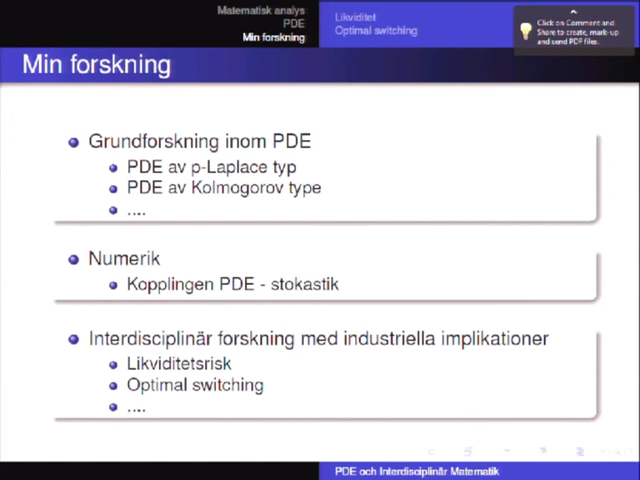 Matematisk analys
PDE
Min forskning
Likviditet
Optimal switching
Click on Comment and
Share to create, mark-up
and send PDF files.
Min forskning
Grundforskning inom PDE
PDE av p-Laplace typ
PDE av Kolmogorov type
....
Numerik
Kopplingen PDE - stokastik
Interdisciplinär forskning med industriella implikationer
Likviditetsrisk
Optimal switching
....
PDE och Interdisciplinär Matematik